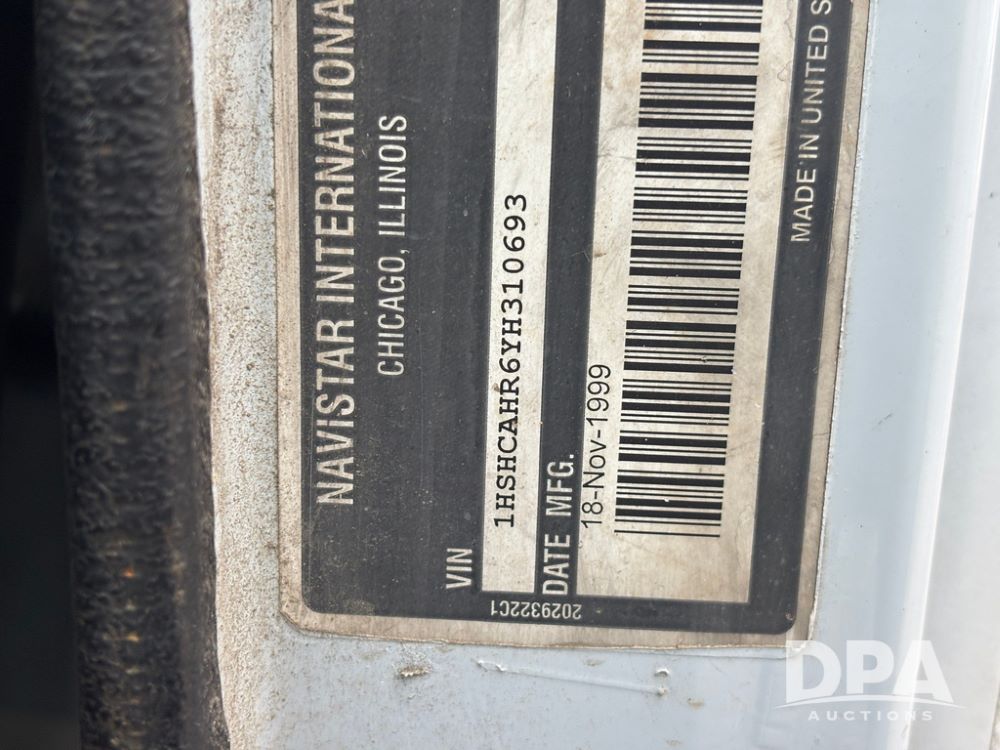 NAVISTAR INTERNATIONA
CHICAGO, ILLINOIS
VIN
1HSHCAHR6YH310693
DATE MFG.
18-Nov-1999
MADE IN UNITED S
2029322C1
DPA
AUCTIONS